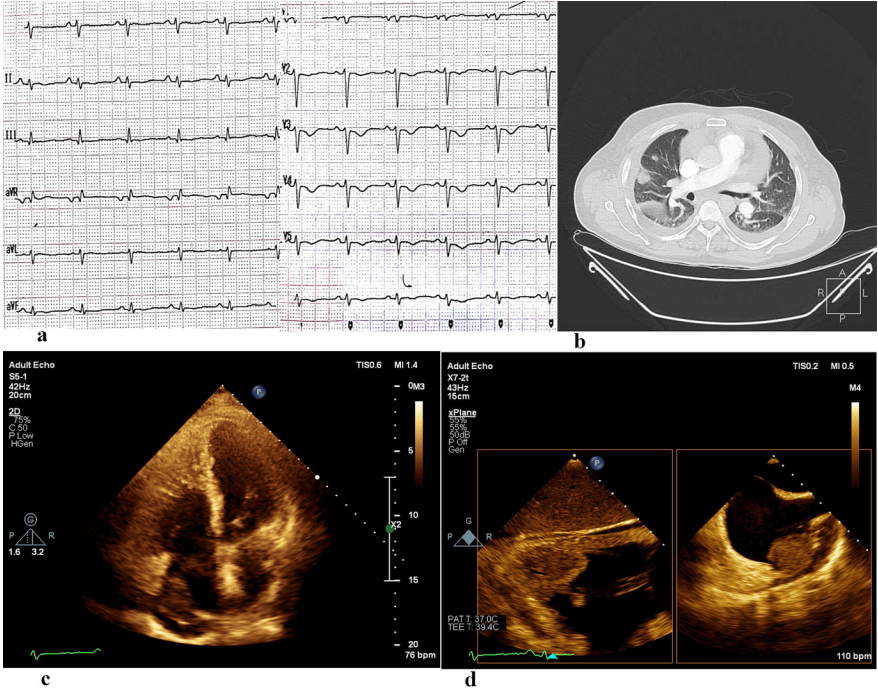 II
III
aVR
aVL
aVF
V2
V3
V4
V5
a
A
R
L
P
b
Adult Echo
TIS0.6 MI 1.4
S5-1
42Hz
20cm
M3
2D
75%
C 50
P Low
HGen
P
0
5
10
X2
15
20
G
P R
1.6 3.2
76 bpm
c
Adult Echo
TIS0.2 MI 0.5
X7-2t
43Hz
15cm
M4
xPlane
55%
55%
50dB
P Off
Gen
P
G
P R
PAT T: 37.0C
TEE T: 39.4C
110 bpm
d